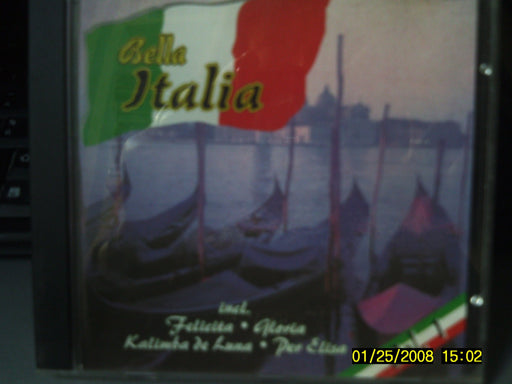 Bella
Italia
incl.
Felicita • Gloria
Kalimba de Luna • Per Elisa
01/25/2008 15:02